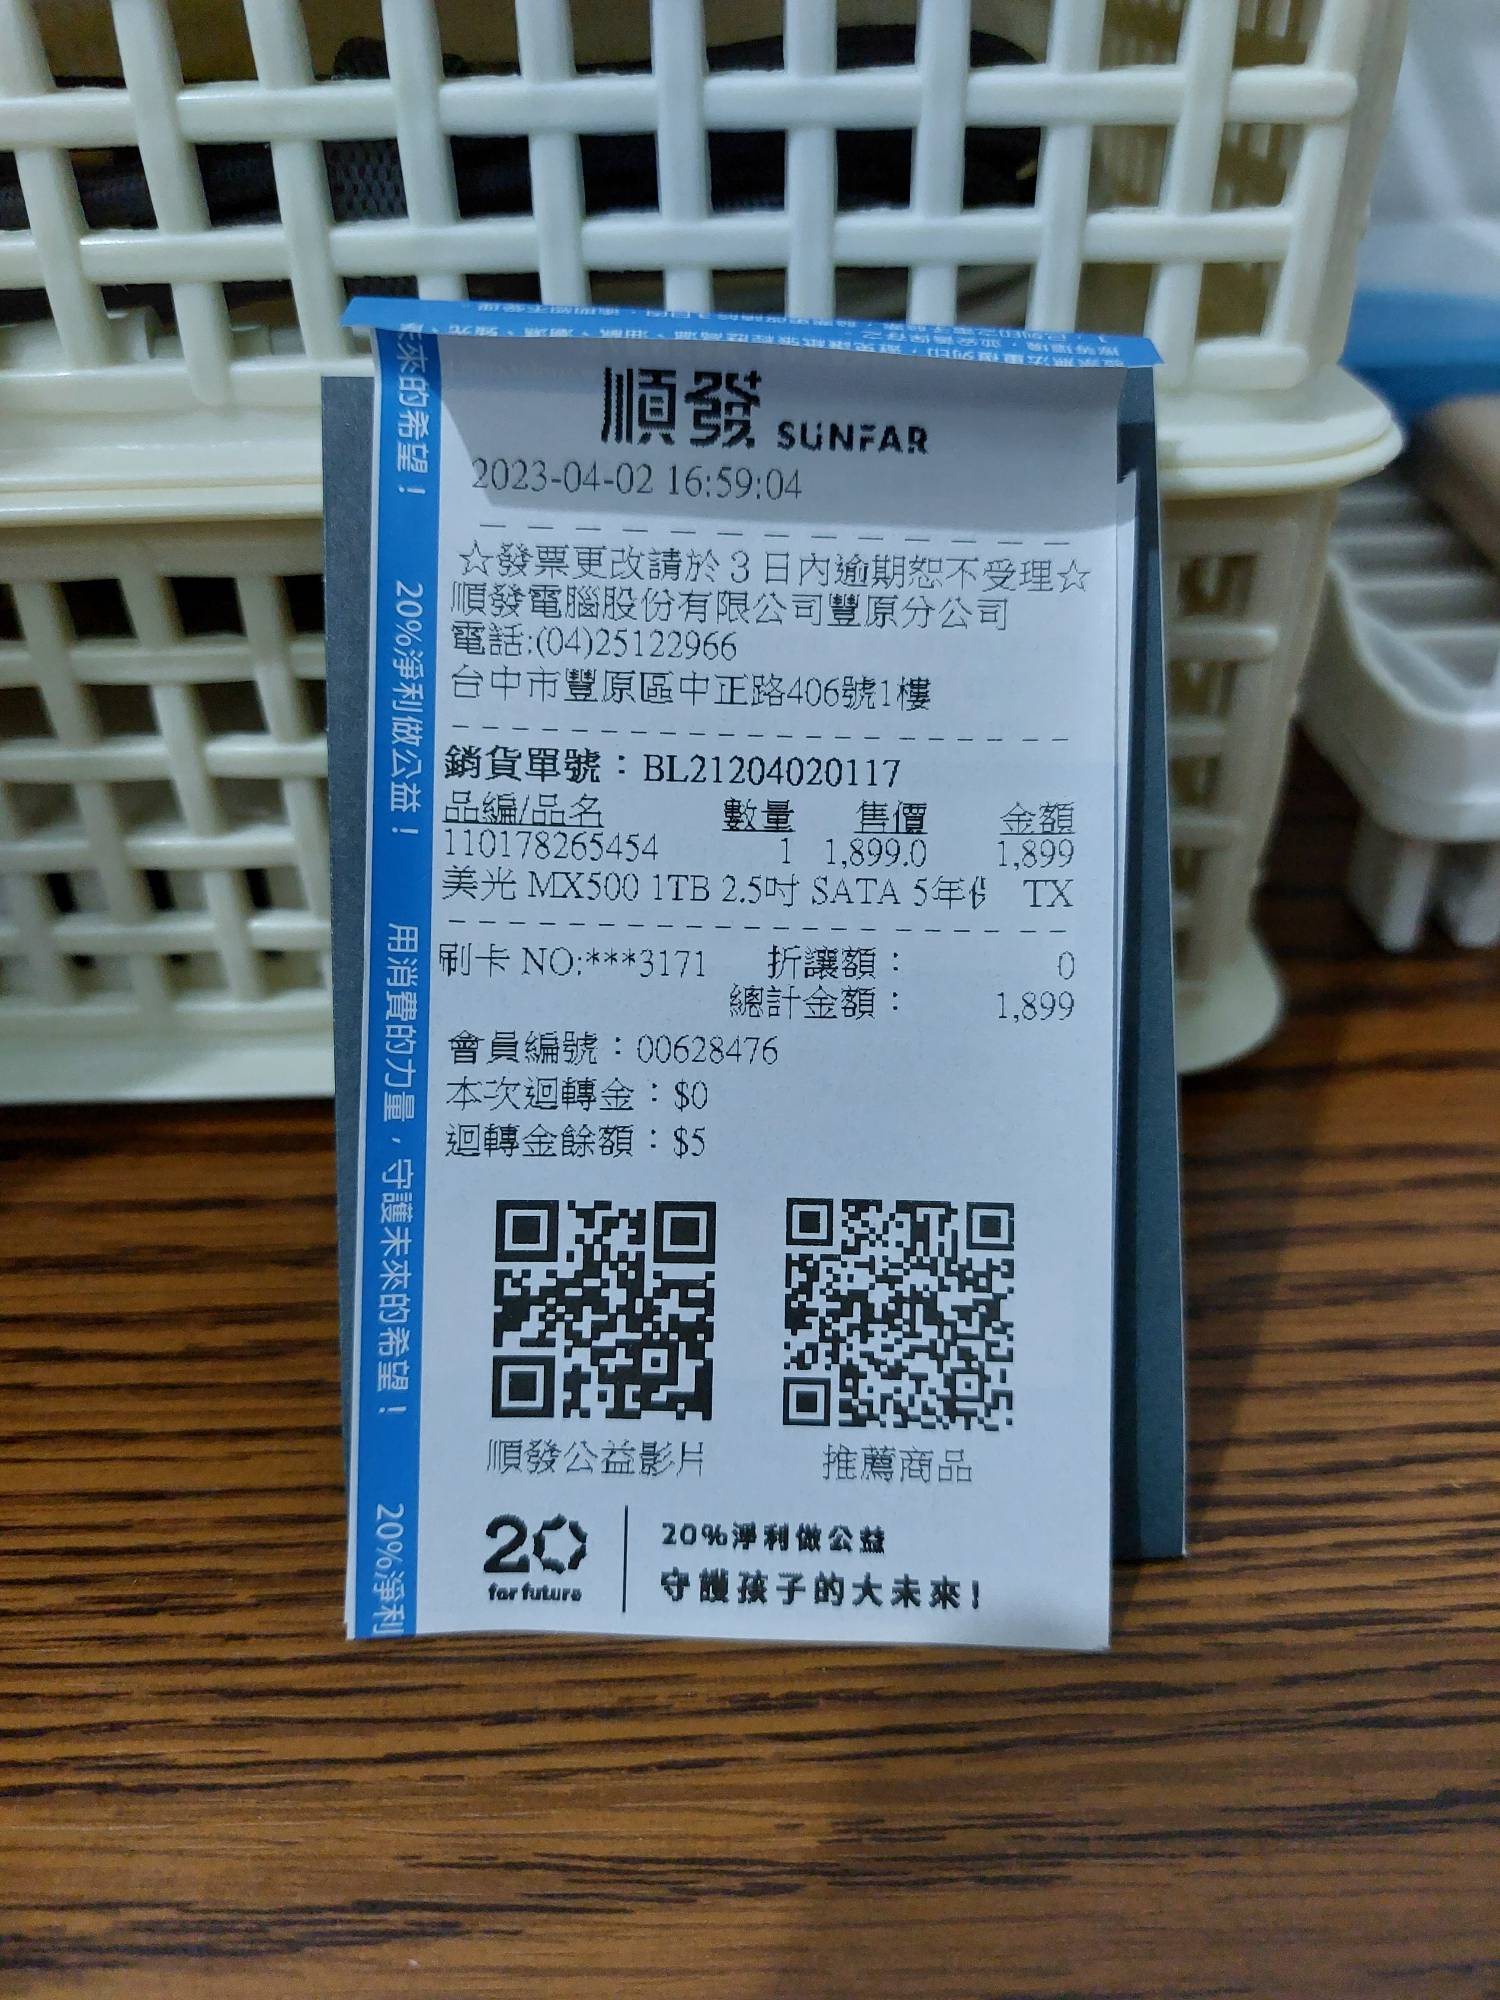 順發 SUNFAR
2023-04-02 16:59:04
☆發票更改請於3日內逾期恕不受理☆
順發電腦股份有限公司豐原分公司
電話:(04)25122966
台中市豐原區中正路406號1樓
銷貨單號：BL21204020117
品編/品名 數量 售價 金額
110178265454 1 1,899.0 1,899
美光 MX500 1TB 2.5吋 SATA 5年 TX
刷卡 NO:***3171 折讓額： 0
總計金額： 1,899
會員編號：00628476
本次迴轉金：$0
迴轉金餘額：$5
順發公益影片 推薦商品
20 for future
20%淨利做公益
守護孩子的大未來！
未來的希望！ 20%淨利做公益！ 用消費的力量，守護未來的希望！ 20%淨利